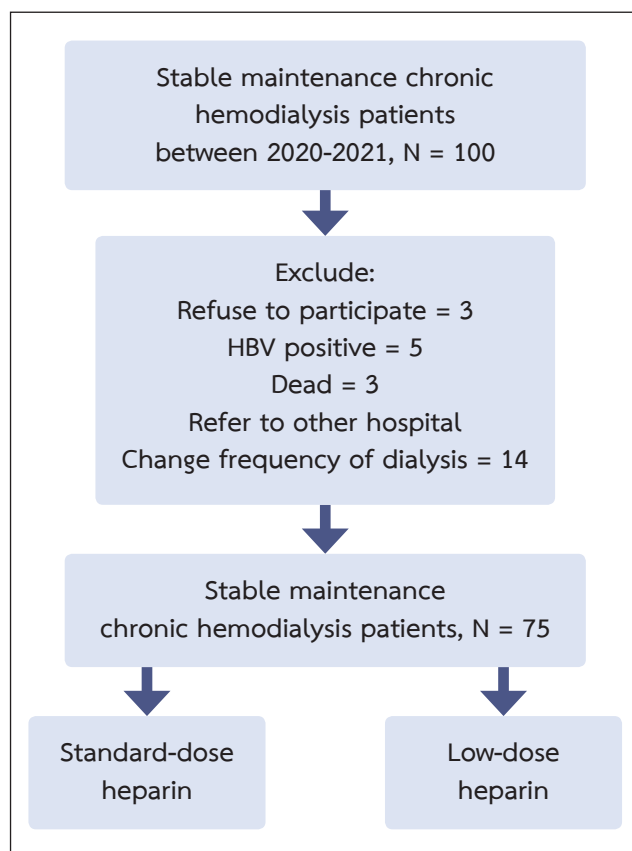 Stable maintenance chronic
hemodialysis patients
between 2020-2021, N = 100
Exclude:
Refuse to participate = 3
HBV positive = 5
Dead = 3
Refer to other hospital
Change frequency of dialysis = 14
Stable maintenance
chronic hemodialysis patients, N = 75
Standard-dose
heparin
Low-dose
heparin